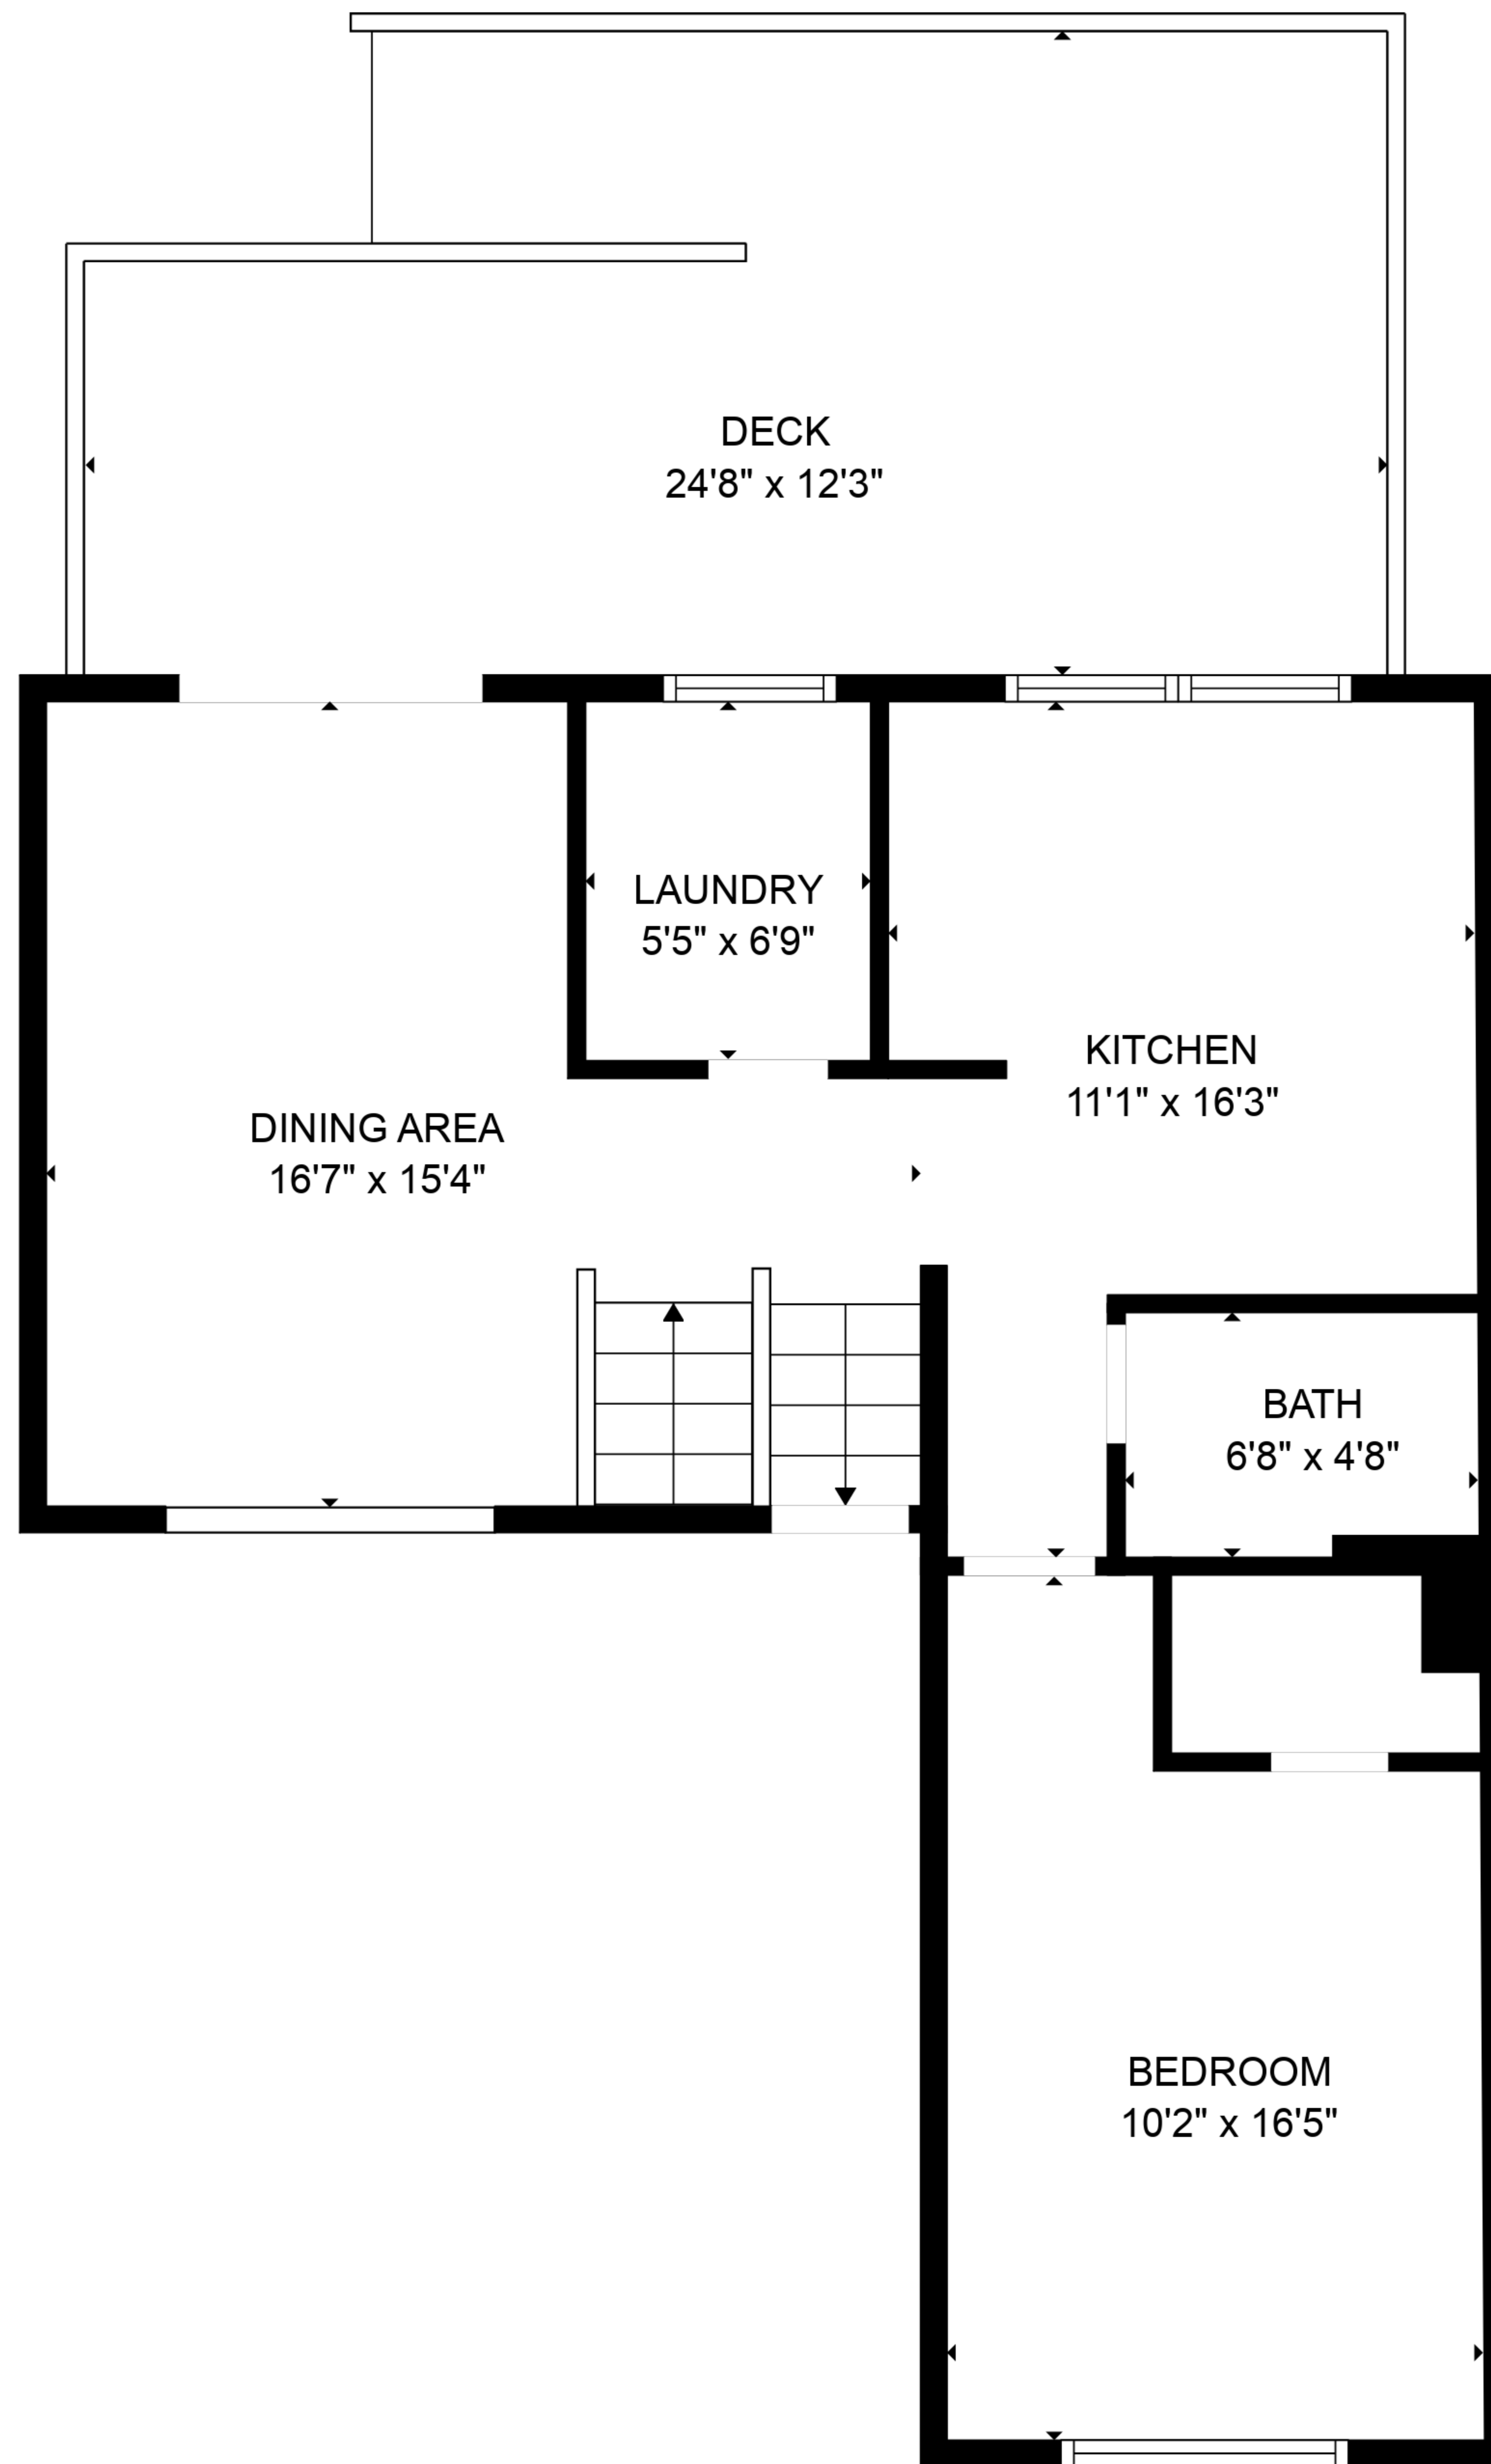 DECK
24'8" x 12'3"
LAUNDRY
5'5" x 6'9"
KITCHEN
11'1" x 16'3"
DINING AREA
16'7" x 15'4"
BATH
6'8" x 4'8"
BEDROOM
10'2" x 16'5"